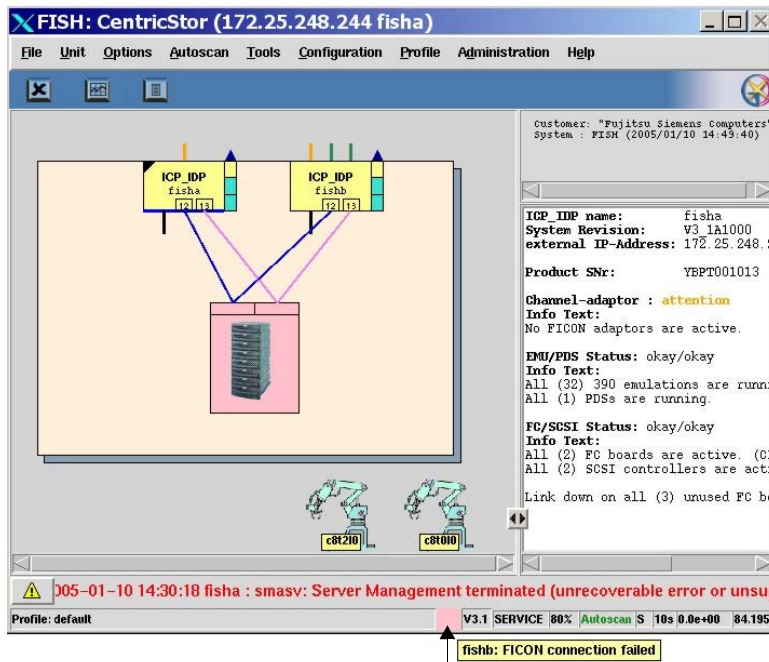 FISH: CentricStor (172.25.248.244 fisha)
File Unit Options Autoscan Tools Configuration Profile Administration Help
Customer: "Fujitsu Siemens Computers"
System : FISH (2005/01/10 14:49:40)
ICP_IDP
fisha
12 13
ICP_IDP
fishb
12 13
c8t2l0
c8t0l0
ICP_IDP name: fisha
System Revision: V3_1A1000
external IP-Address: 172.25.248.
Product SNr: YBPT001013
Channel-adaptor : attention
Info Text:
No FICON adaptors are active.
EMU/PDS Status: okay/okay
Info Text:
All (32) 390 emulations are runn
All (1) PDSs are running.
FC/SCSI Status: okay/okay
Info Text:
All (2) FC boards are active. (C
All (2) SCSI controllers are acti
Link down on all (3) unused FC b
005-01-10 14:30:18 fisha : smasv: Server Management terminated (unrecoverable error or unsu
Profile: default
V3.1 SERVICE 80% Autoscan S 10s 0.0e+00 84.195
fishb: FICON connection failed